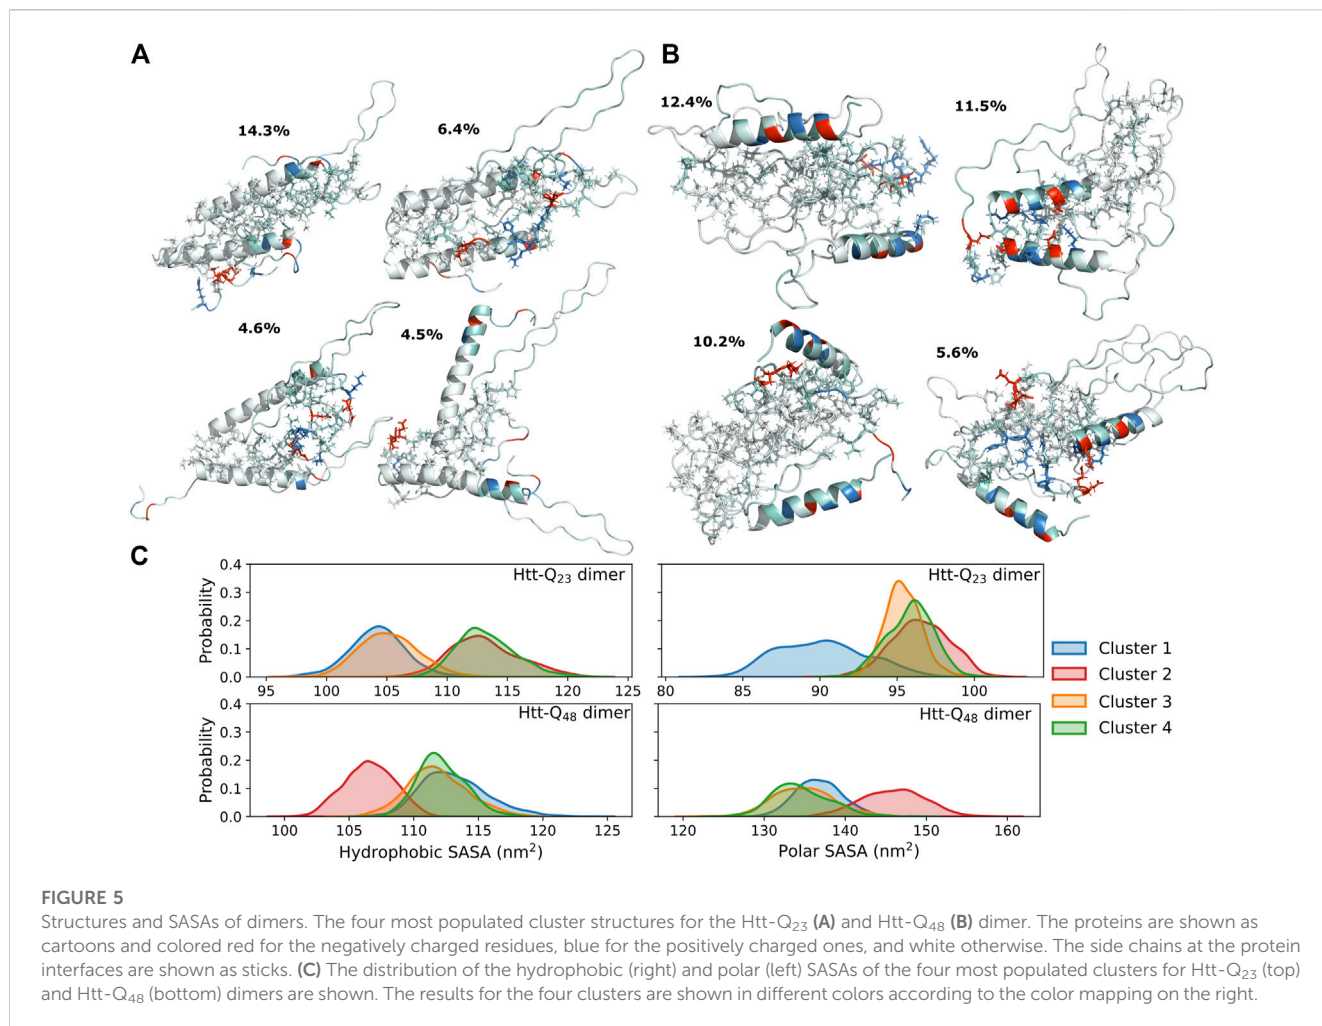 A
B
14.3%
6.4%
12.4%
11.5%
4.6%
4.5%
10.2%
5.6%
C
Probability
0.4
0.3
0.2
0.1
0.0
Htt-Q₂₃ dimer
95 100 105 110 115 120 125
Htt-Q₂₃ dimer
80 85 90 95 100
Probability
0.4
0.3
0.2
0.1
0.0
Htt-Q₄₈ dimer
100 105 110 115 120 125
Hydrophobic SASA (nm²)
Htt-Q₄₈ dimer
120 130 140 150 160
Polar SASA (nm²)
Cluster 1
Cluster 2
Cluster 3
Cluster 4
FIGURE 5
Structures and SASAs of dimers. The four most populated cluster structures for the Htt-Q₂₃ (A) and Htt-Q₄₈ (B) dimer. The proteins are shown as
cartoons and colored red for the negatively charged residues, blue for the positively charged ones, and white otherwise. The side chains at the protein
interfaces are shown as sticks. (C) The distribution of the hydrophobic (right) and polar (left) SASAs of the four most populated clusters for Htt-Q₂₃ (top)
and Htt-Q₄₈ (bottom) dimers are shown. The results for the four clusters are shown in different colors according to the color mapping on the right.